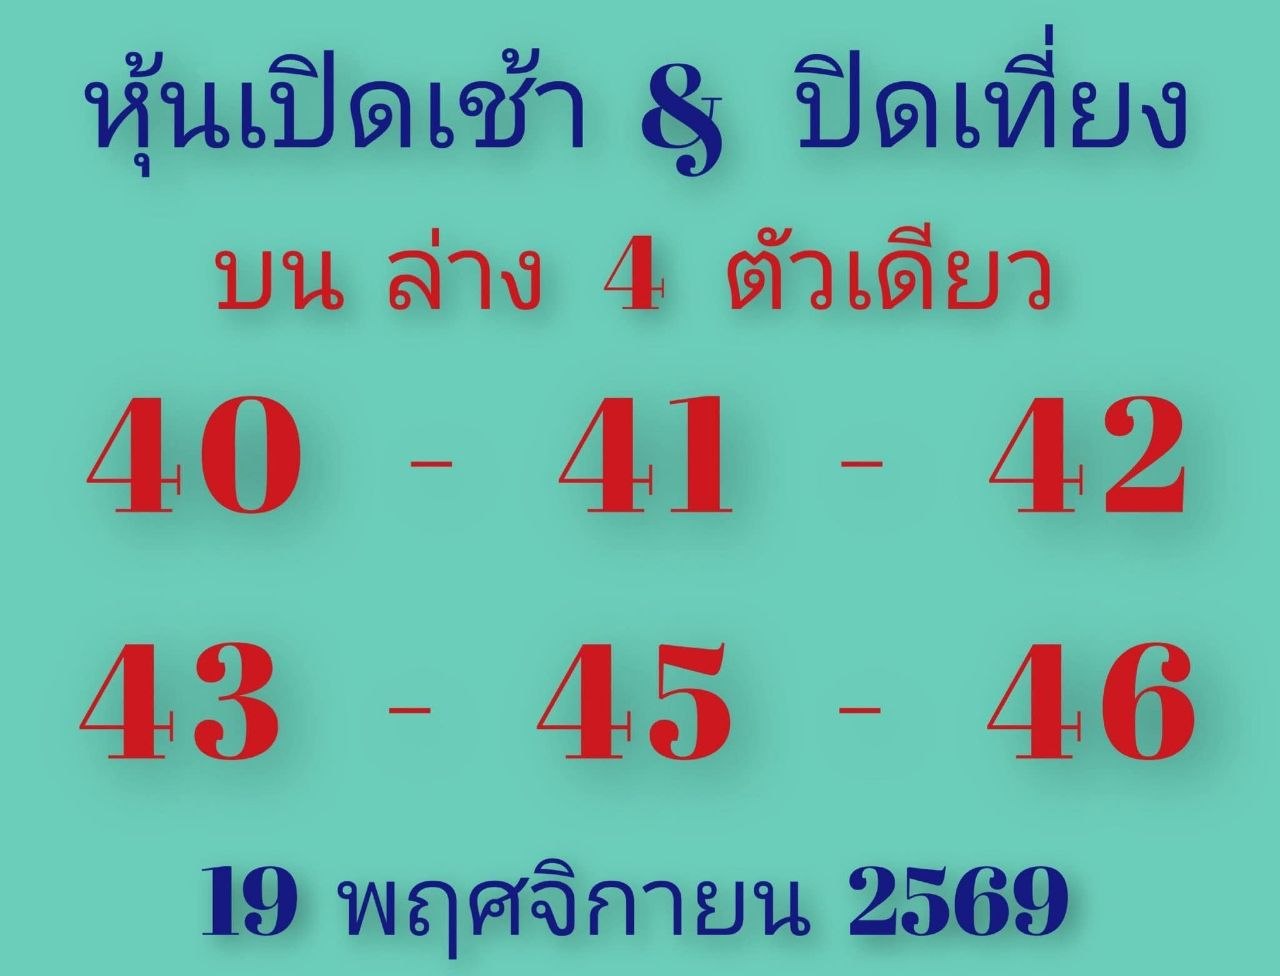 หุ้นเปิดเช้า & ปิดเที่ยง
บน ล่าง 4 ตัวเดียว
40 - 41 - 42
43 - 45 - 46
19 พฤศจิกายน 2569